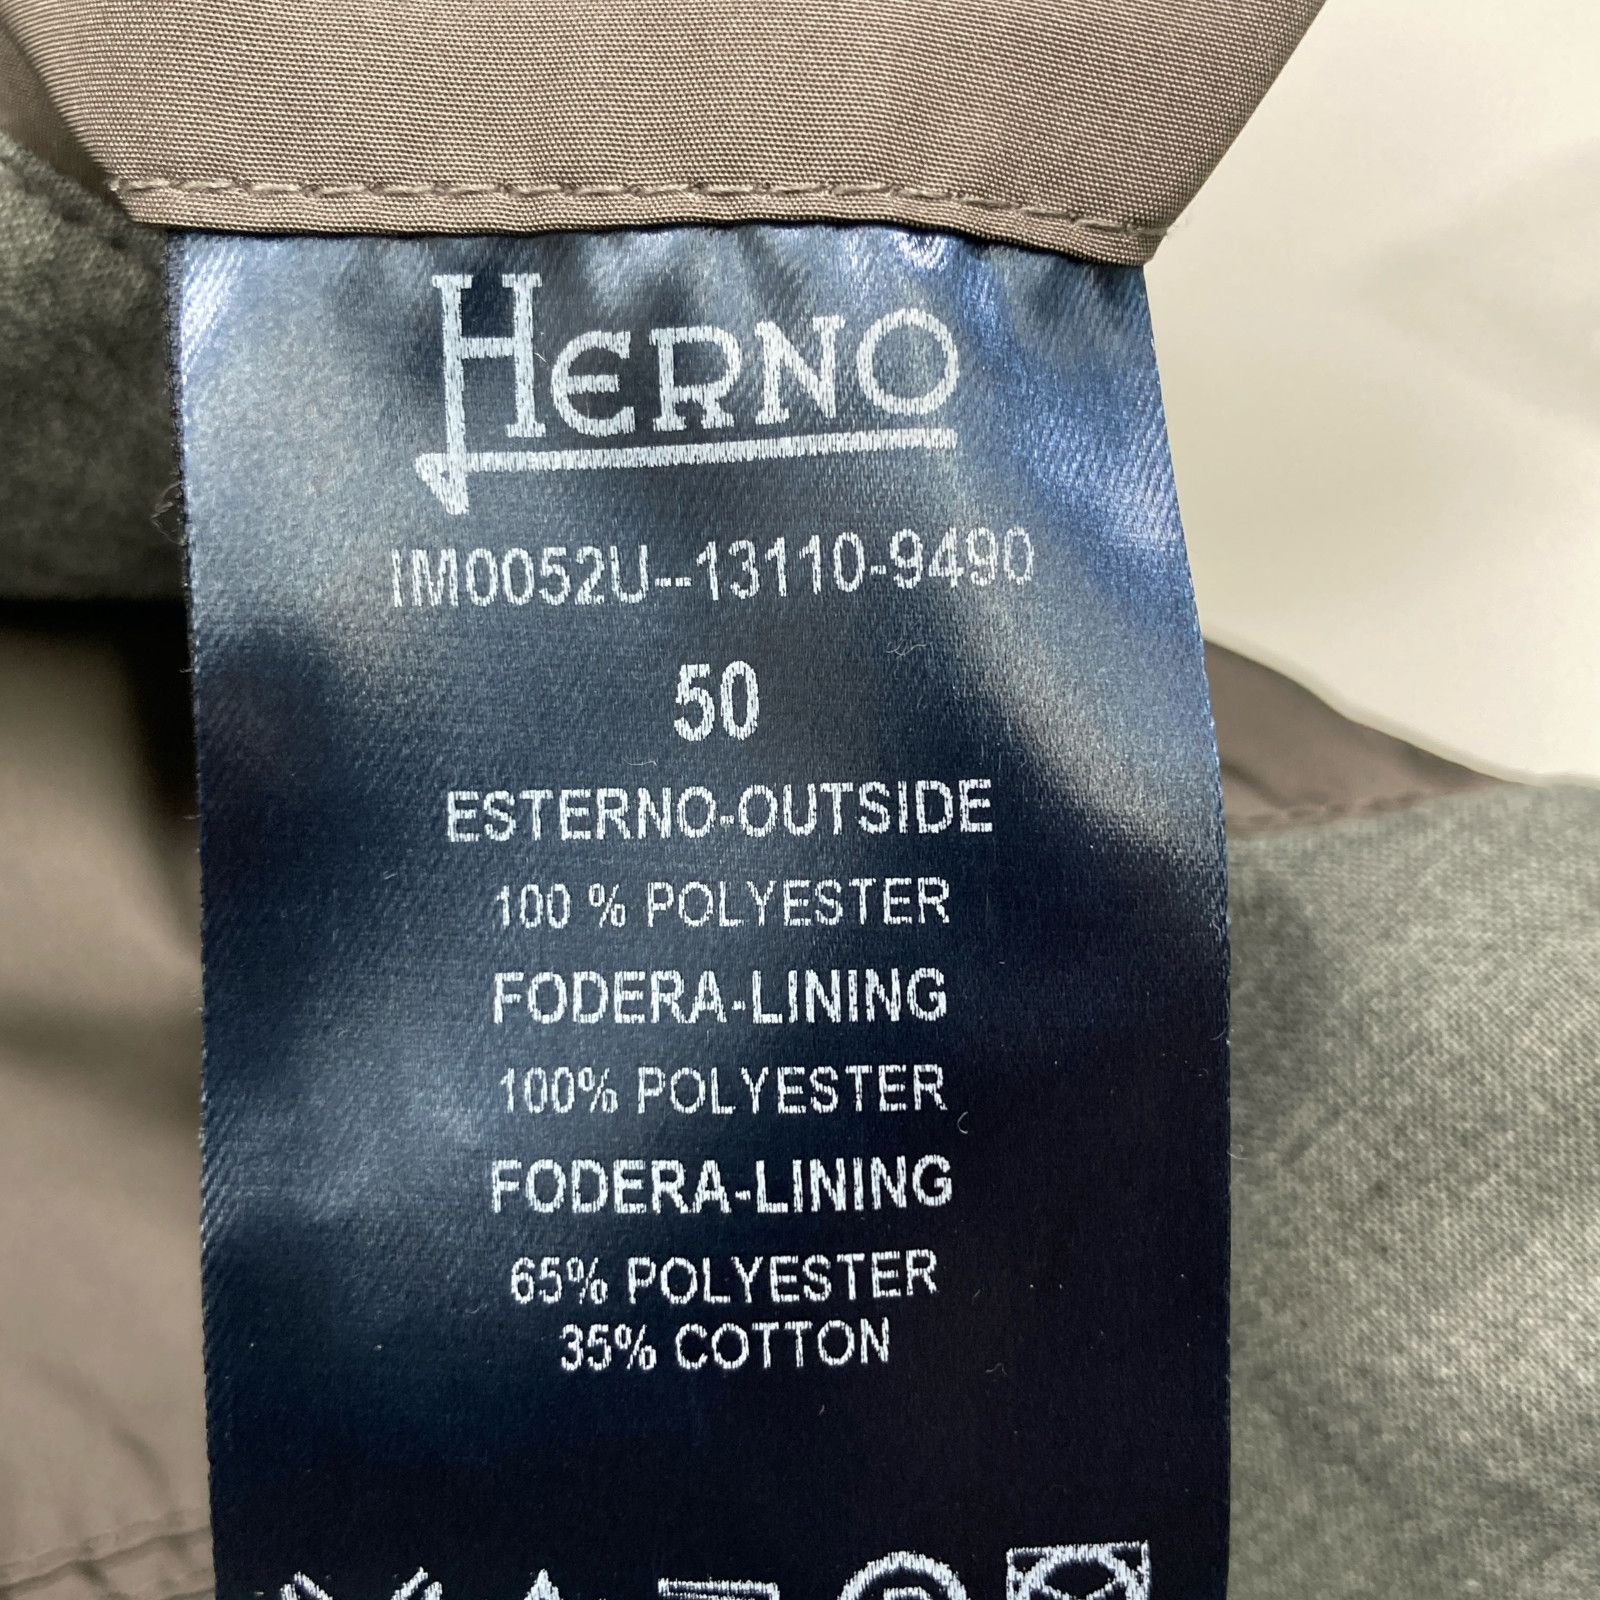 HERNO
IM0052U--13110-9490
50
ESTERNO-OUTSIDE
100 % POLYESTER
FODERA-LINING
100% POLYESTER
FODERA-LINING
65% POLYESTER
35% COTTON